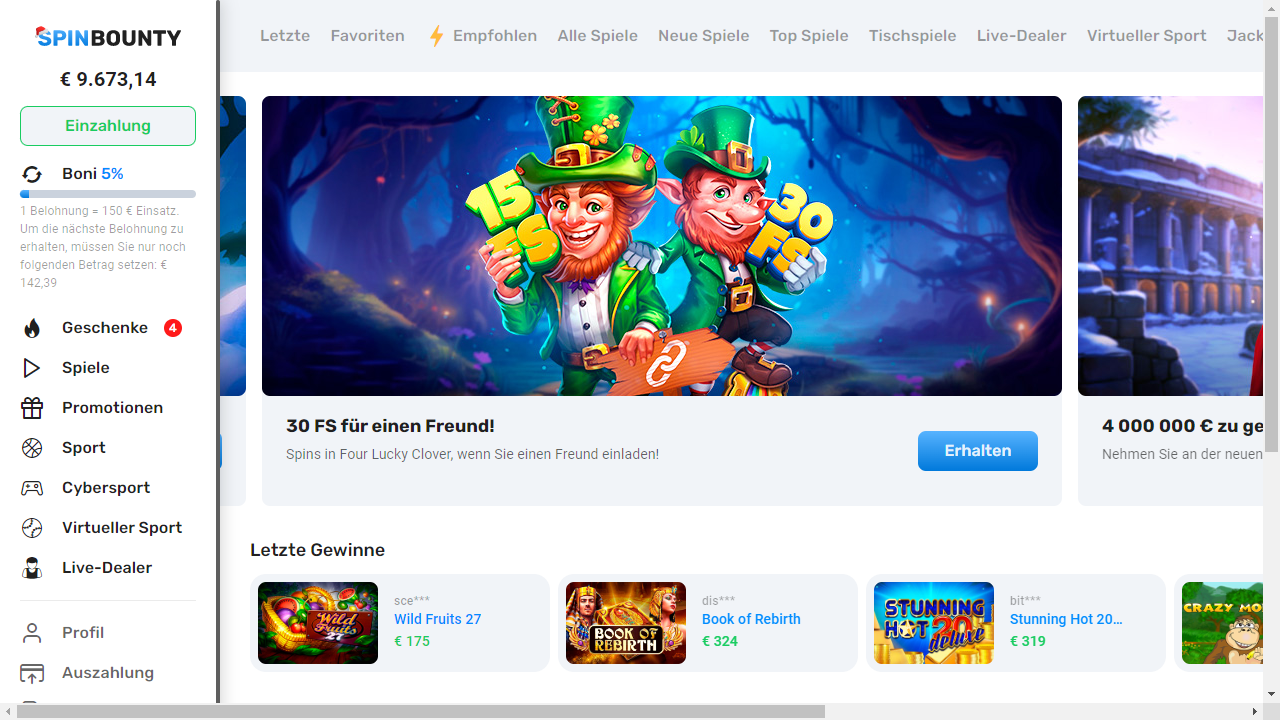 SPINBOUNTY
€ 9.673,14
Einzahlung
Boni 5%
1 Belohnung = 150 € Einsatz.
Um die nächste Belohnung zu
erhalten, müssen Sie nur noch
folgenden Betrag setzen: €
142,39
Geschenke 4
Spiele
Promotionen
Sport
Cybersport
Virtueller Sport
Live-Dealer
Profil
Auszahlung
Letzte Favoriten Empfohlen Alle Spiele Neue Spiele Top Spiele Tischspiele Live-Dealer Virtueller Sport Jack
15 FS
30 FS
30 FS für einen Freund!
Spins in Four Lucky Clover, wenn Sie einen Freund einladen!
Erhalten
4 000 000 € zu ge
Nehmen Sie an der neuen
Letzte Gewinne
Wild Fruits 27
sce***
Wild Fruits 27
€ 175
BOOK OF
REBIRTH
dis***
Book of Rebirth
€ 324
STUNNING
HOT 20
deluxe
bit***
Stunning Hot 20...
€ 319
CRAZY MO